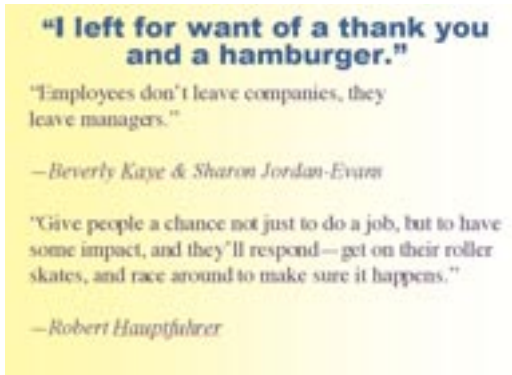 “I left for want of a thank you
and a hamburger.”
“Employees don’t leave companies, they
leave managers.”
—Beverly Kaye & Sharon Jordan-Evans
“Give people a chance not just to do a job, but to have
some impact, and they’ll respond—get on their roller
skates, and race around to make sure it happens.”
—Robert Hauptfuhrer